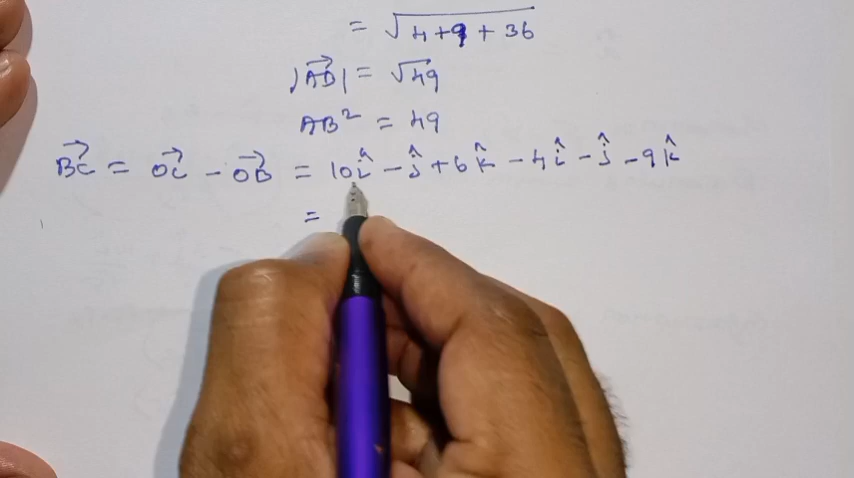 = √4+9+36
|AB| = √49
AB² = 49
BC = OC - OB = 10î - ĵ + 6k̂ - 4î - ĵ - 9k̂
=